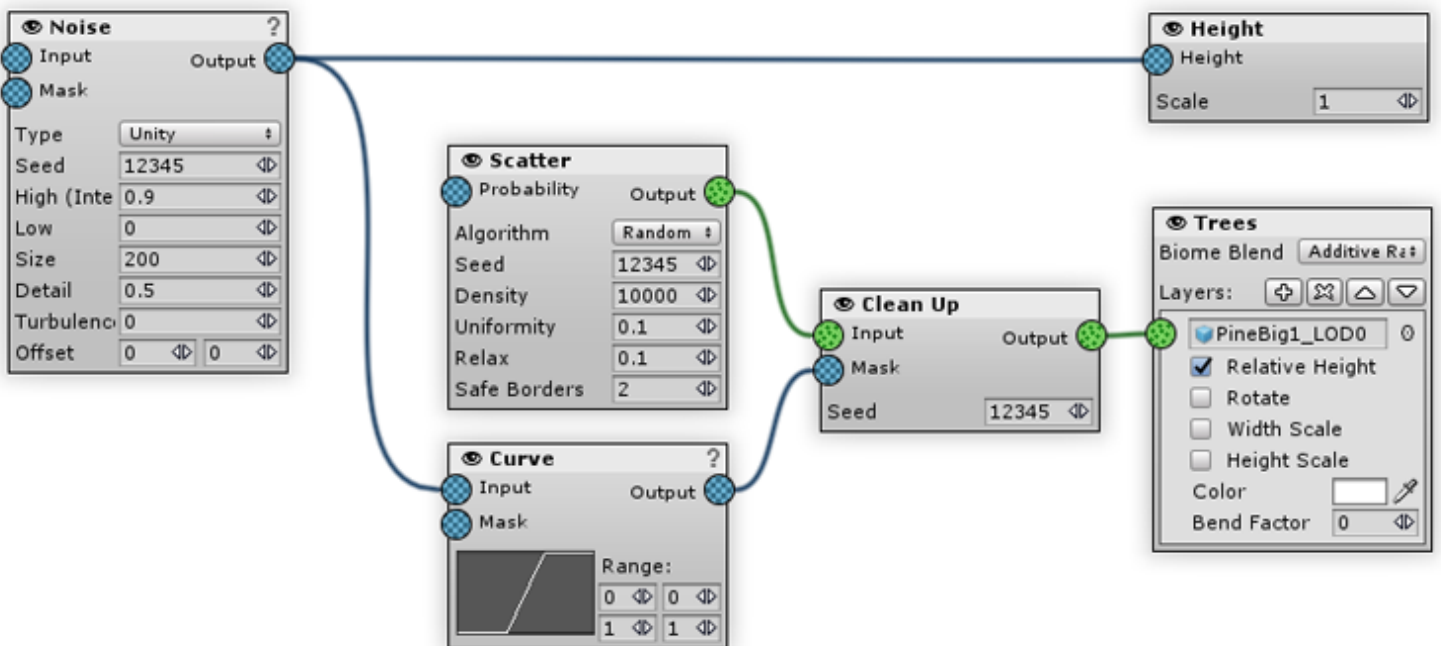 Noise ?
Input Output
Mask
Type Unity
Seed 12345
High (Inte 0.9
Low 0
Size 200
Detail 0.5
Turbulenc 0
Offset 0 0
Scatter
Probability Output
Algorithm Random
Seed 12345
Density 10000
Uniformity 0.1
Relax 0.1
Safe Borders 2
Curve ?
Input Output
Mask
Range:
0 0
1 1
Clean Up
Input Output
Mask
Seed 12345
Height
Height
Scale 1
Trees
Biome Blend Additive Ra
Layers:
PineBig1_LOD0
Relative Height
Rotate
Width Scale
Height Scale
Color
Bend Factor 0